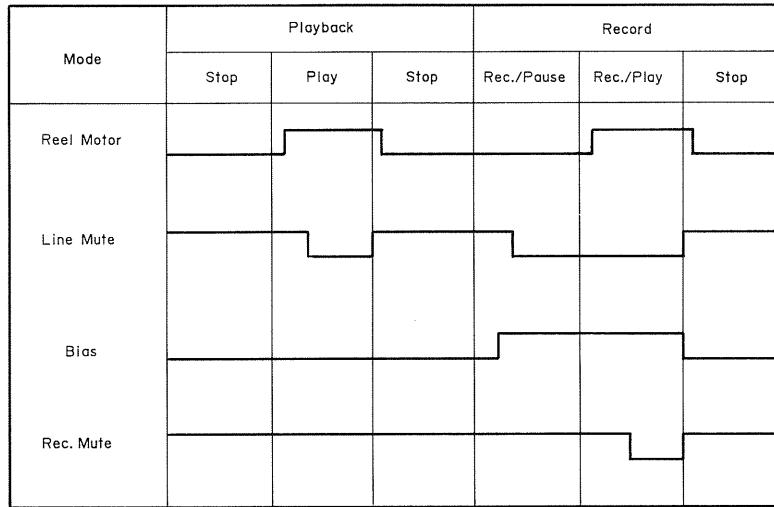 Mode
Playback
Record
Stop
Play
Stop
Rec./Pause
Rec./Play
Stop
Reel Motor
Line Mute
Bias
Rec. Mute